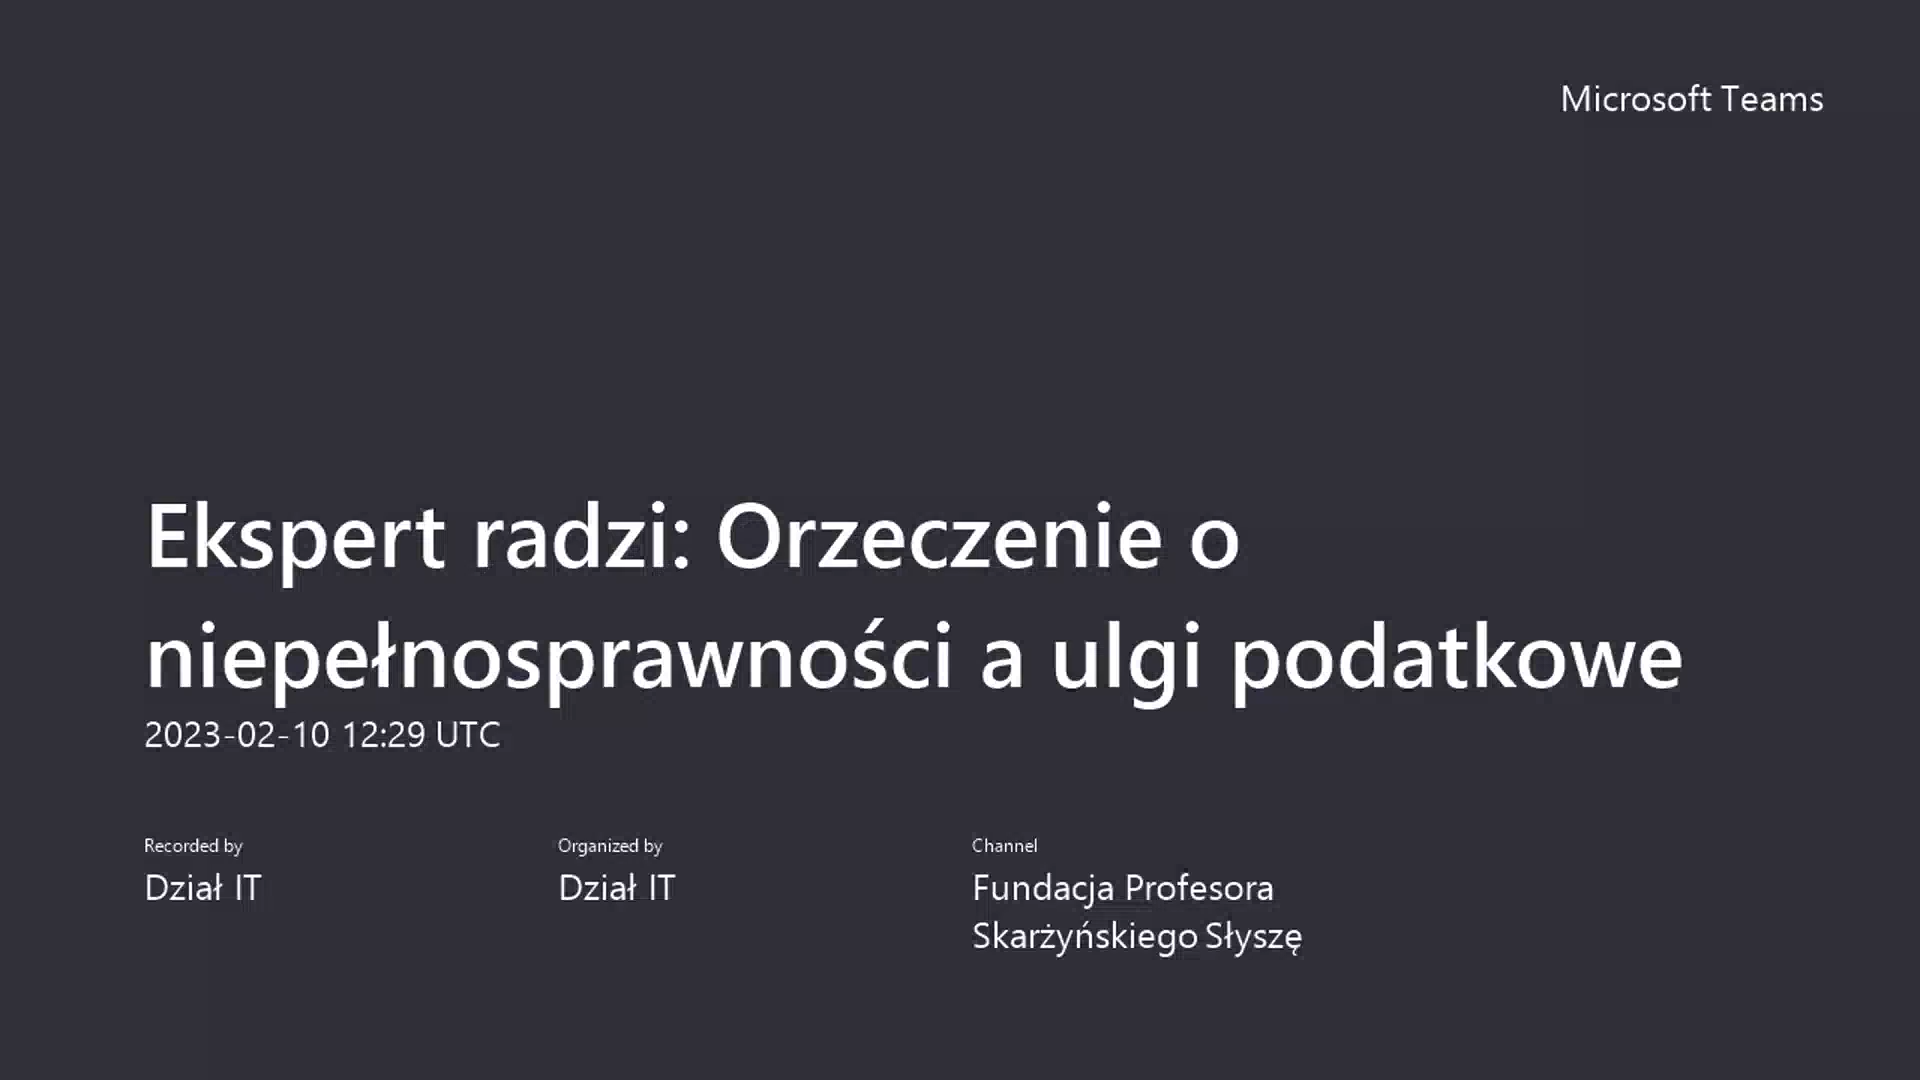 Microsoft Teams
Ekspert radzi: Orzeczenie o
niepełnosprawności a ulgi podatkowe
2023-02-10 12:29 UTC
Recorded by
Dział IT
Organized by
Dział IT
Channel
Fundacja Profesora
Skarżyńskiego Słyszę